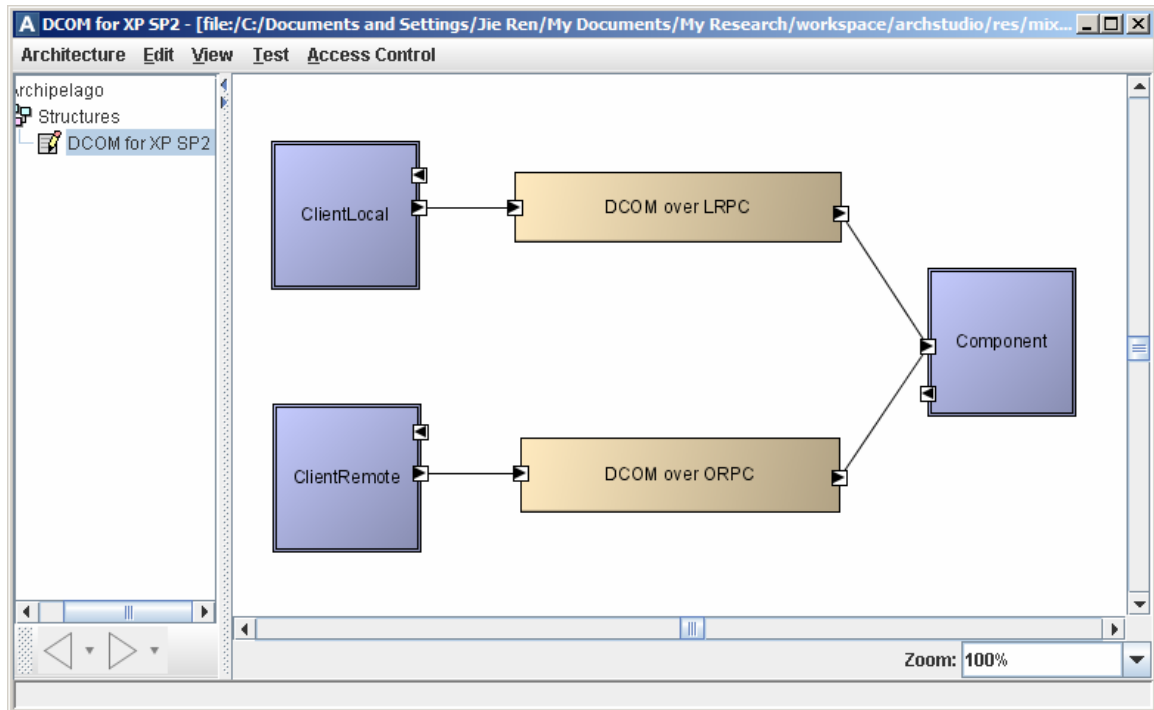 A DCOM for XP SP2 - [file:/C:/Documents and Settings/Jie Ren/My Documents/My Research/workspace/archstudio/res/mix...
Architecture Edit View Test Access Control
rchipelago
Structures
DCOM for XP SP2
ClientLocal
DCOM over LRPC
Component
ClientRemote
DCOM over ORPC
Zoom: 100%